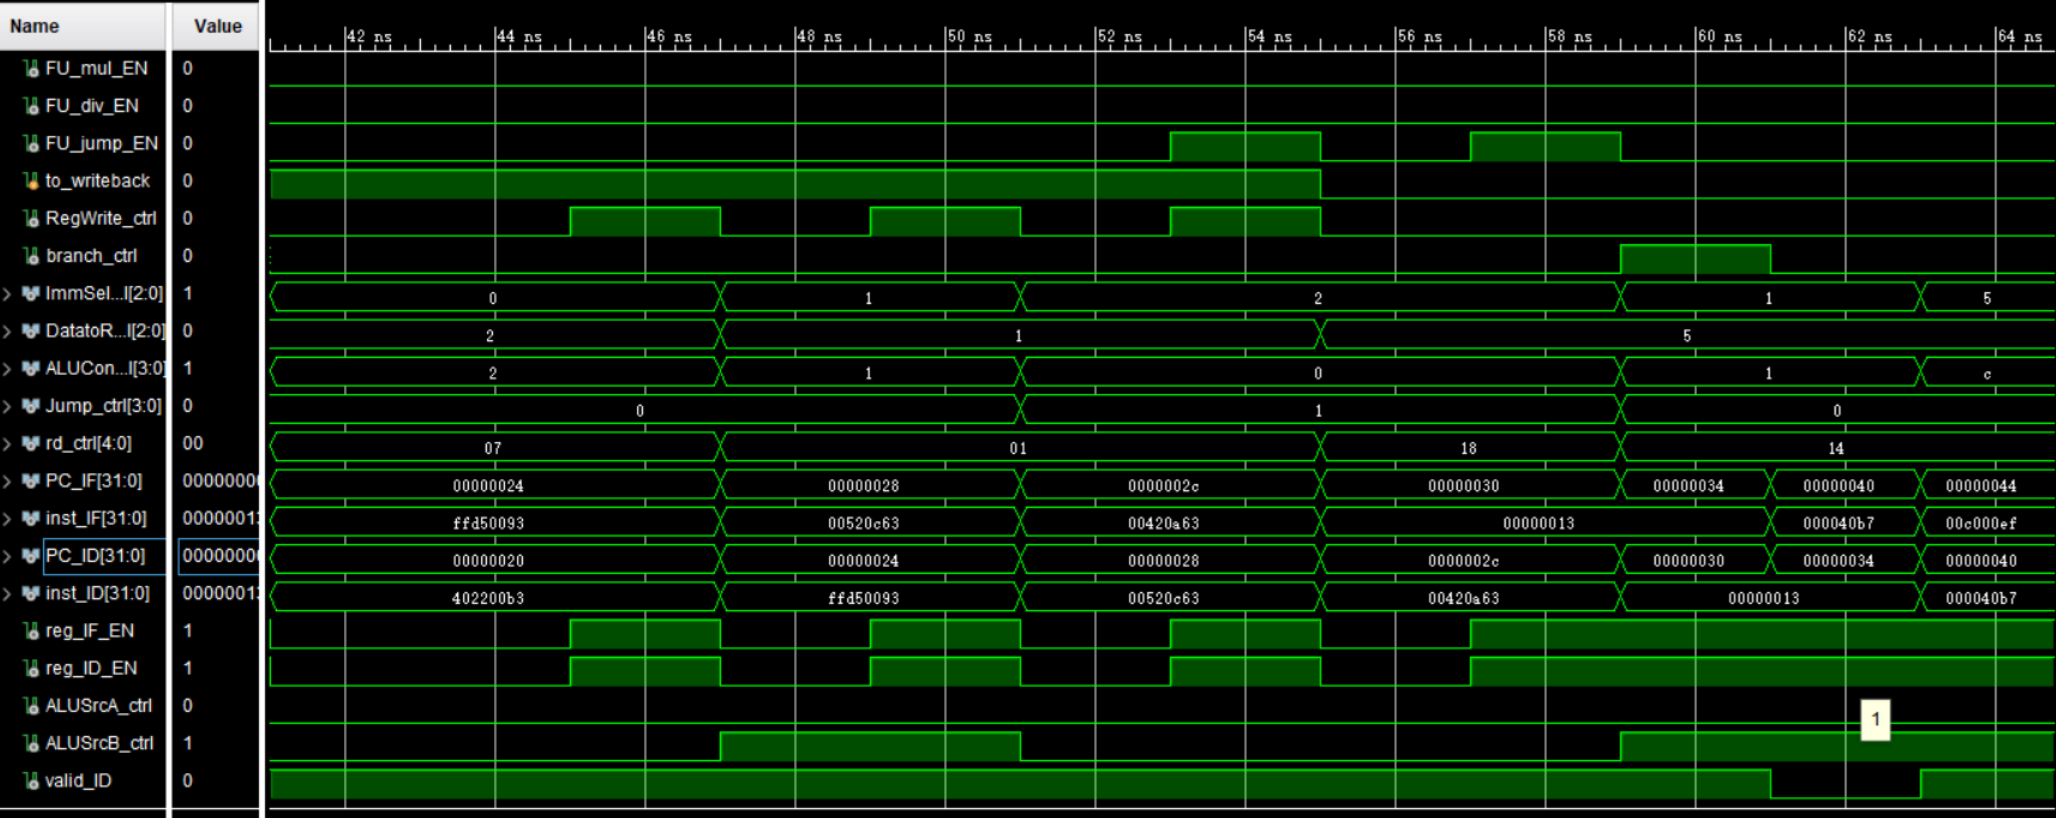 Name Value
42 ns 44 ns 46 ns 48 ns 50 ns 52 ns 54 ns 56 ns 58 ns 60 ns 62 ns 64 ns
FU_mul_EN 0
FU_div_EN 0
FU_jump_EN 0
to_writeback 0
RegWrite_ctrl 0
branch_ctrl 0
ImmSel...l[2:0] 1 0 1 2 1 5
DatatoR...l[2:0] 0 2 1 5
ALUCon...l[3:0] 1 2 1 0 1 c
Jump_ctrl[3:0] 0 0 1 0
rd_ctrl[4:0] 00 07 01 18 14
PC_IF[31:0] 00000000 00000024 00000028 0000002c 00000030 00000034 00000040 00000044
inst_IF[31:0] 00000013 ffd50093 00520c63 00420a63 00000013 000040b7 00c000ef
PC_ID[31:0] 00000000 00000020 00000024 00000028 0000002c 00000030 00000034 00000040
inst_ID[31:0] 00000013 402200b3 ffd50093 00520c63 00420a63 00000013 000040b7
reg_IF_EN 1
reg_ID_EN 1
ALUSrcA_ctrl 0
1
ALUSrcB_ctrl 1
valid_ID 0